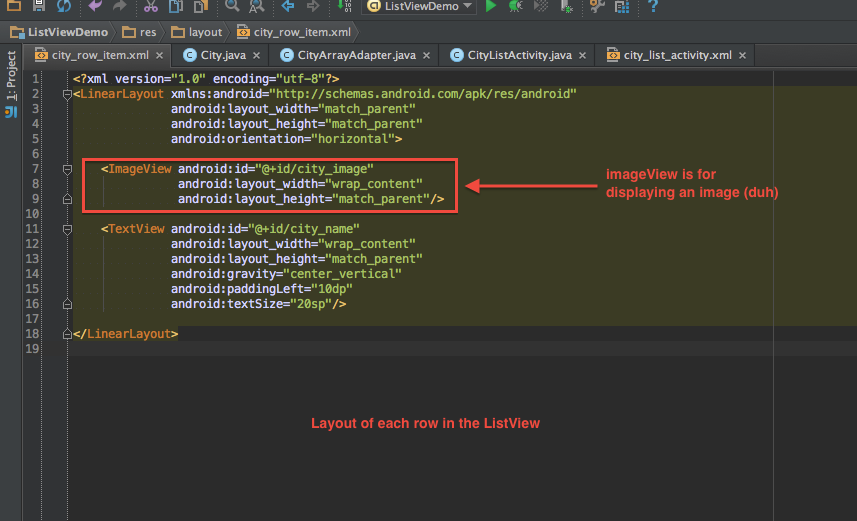 ListViewDemo
ListViewDemo res layout city_row_item.xml
city_row_item.xml City.java CityArrayAdapter.java CityListActivity.java city_list_activity.xml
1: Project
1 <?xml version="1.0" encoding="utf-8"?>
2 <LinearLayout xmlns:android="http://schemas.android.com/apk/res/android"
3 android:layout_width="match_parent"
4 android:layout_height="match_parent"
5 android:orientation="horizontal">
6
7 <ImageView android:id="@+id/city_image"
8 android:layout_width="wrap_content"
9 android:layout_height="match_parent"/>
imageView is for
displaying an image (duh)
10
11 <TextView android:id="@+id/city_name"
12 android:layout_width="wrap_content"
13 android:layout_height="match_parent"
14 android:gravity="center_vertical"
15 android:paddingLeft="10dp"
16 android:textSize="20sp"/>
17
18 </LinearLayout>
19
Layout of each row in the ListView